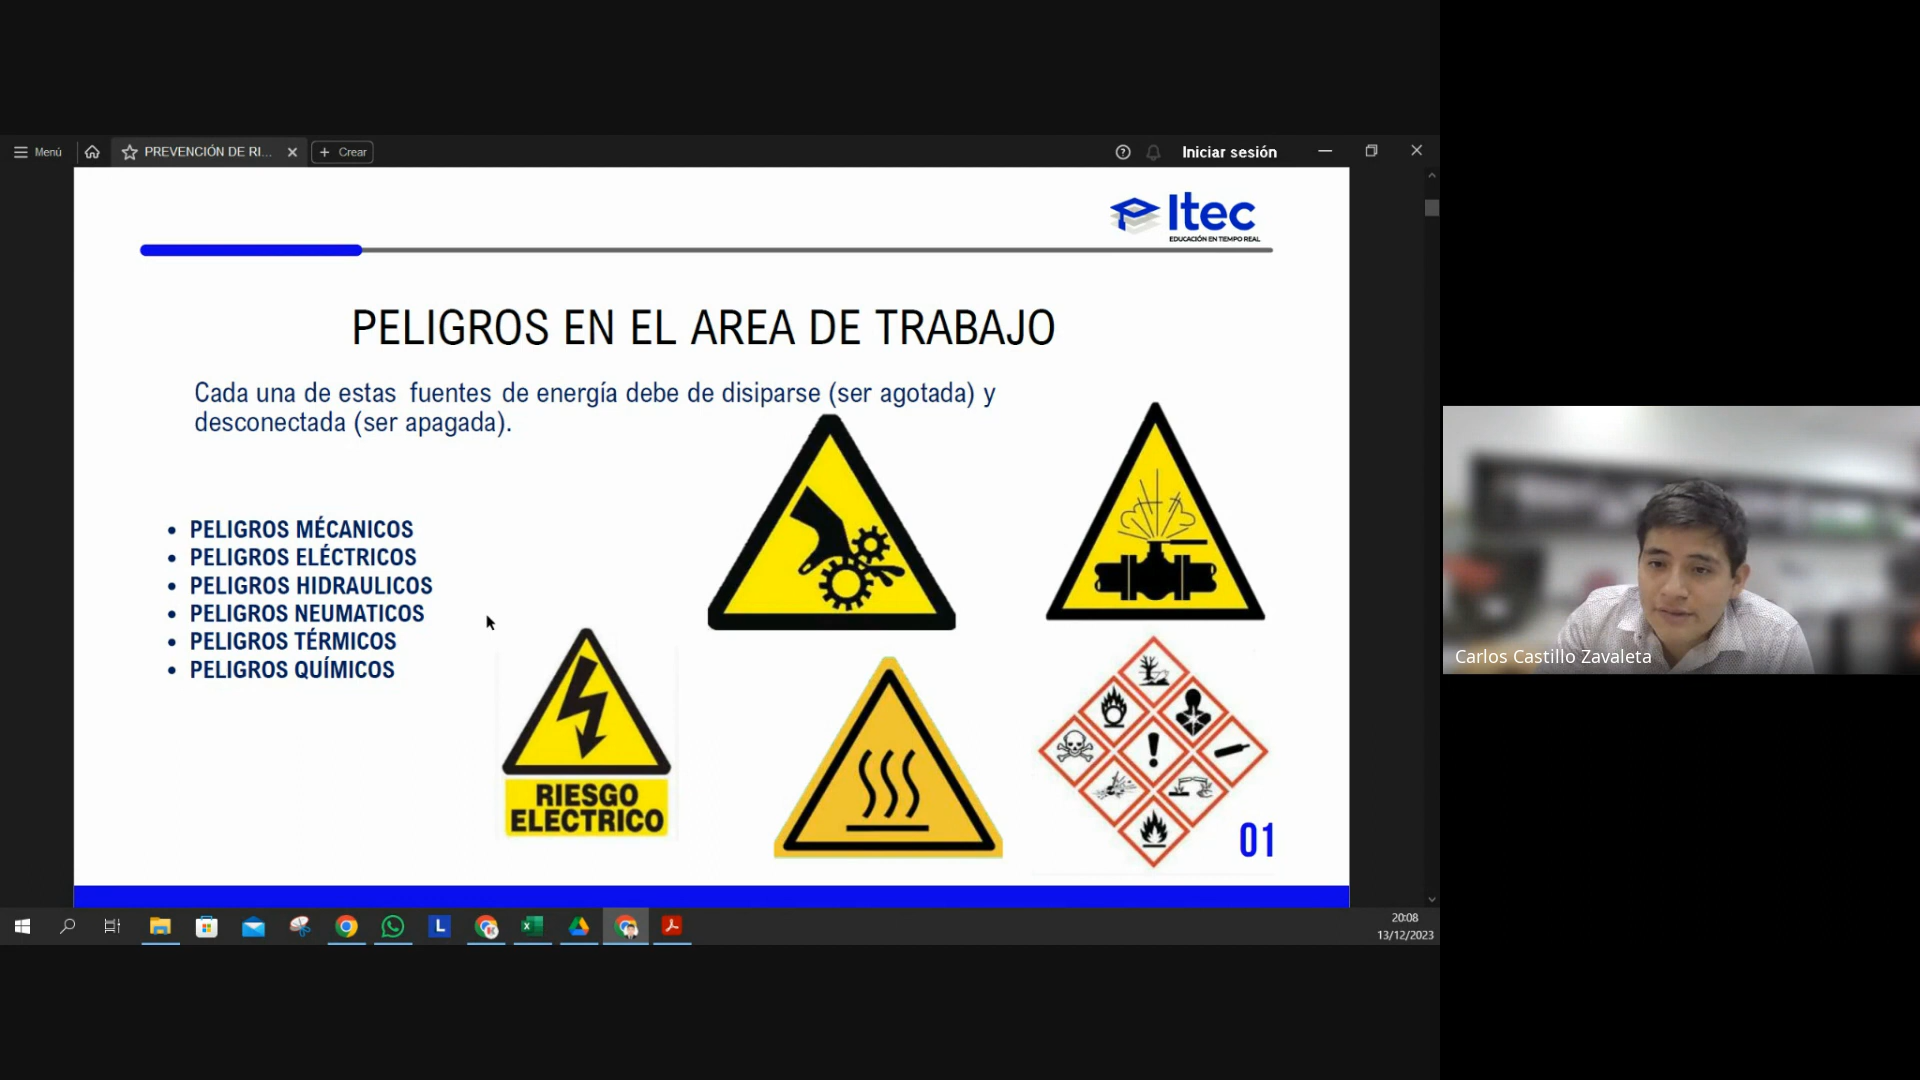 Menú
PREVENCIÓN DE RI...
Crear
Iniciar sesión
Itec
EDUCACIÓN EN TIEMPO REAL
PELIGROS EN EL AREA DE TRABAJO
Cada una de estas fuentes de energía debe de disiparse (ser agotada) y
desconectada (ser apagada).
PELIGROS MÉCANICOS
PELIGROS ELÉCTRICOS
PELIGROS HIDRAULICOS
PELIGROS NEUMATICOS
PELIGROS TÉRMICOS
PELIGROS QUÍMICOS
RIESGO
ELECTRICO
01
Carlos Castillo Zavaleta
20:08
13/12/2023